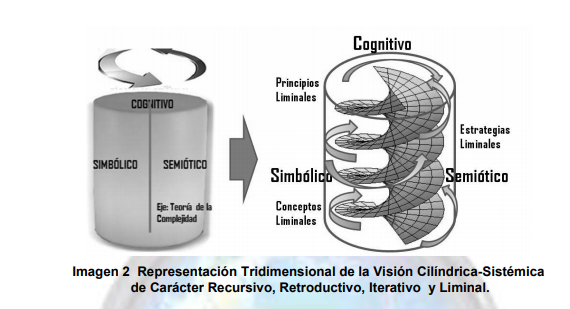 COGNITIVO
SIMBÓLICO
SEMIÓTICO
Eje: Teoría de la
Complejidad
Cognitivo
Principios
Liminales
Estrategias
Liminales
Simbólico
Semiótico
Conceptos
Liminales
Imagen 2 Representación Tridimensional de la Visión Cilíndrica-Sistémica
de Carácter Recursivo, Retroductivo, Iterativo y Liminal.